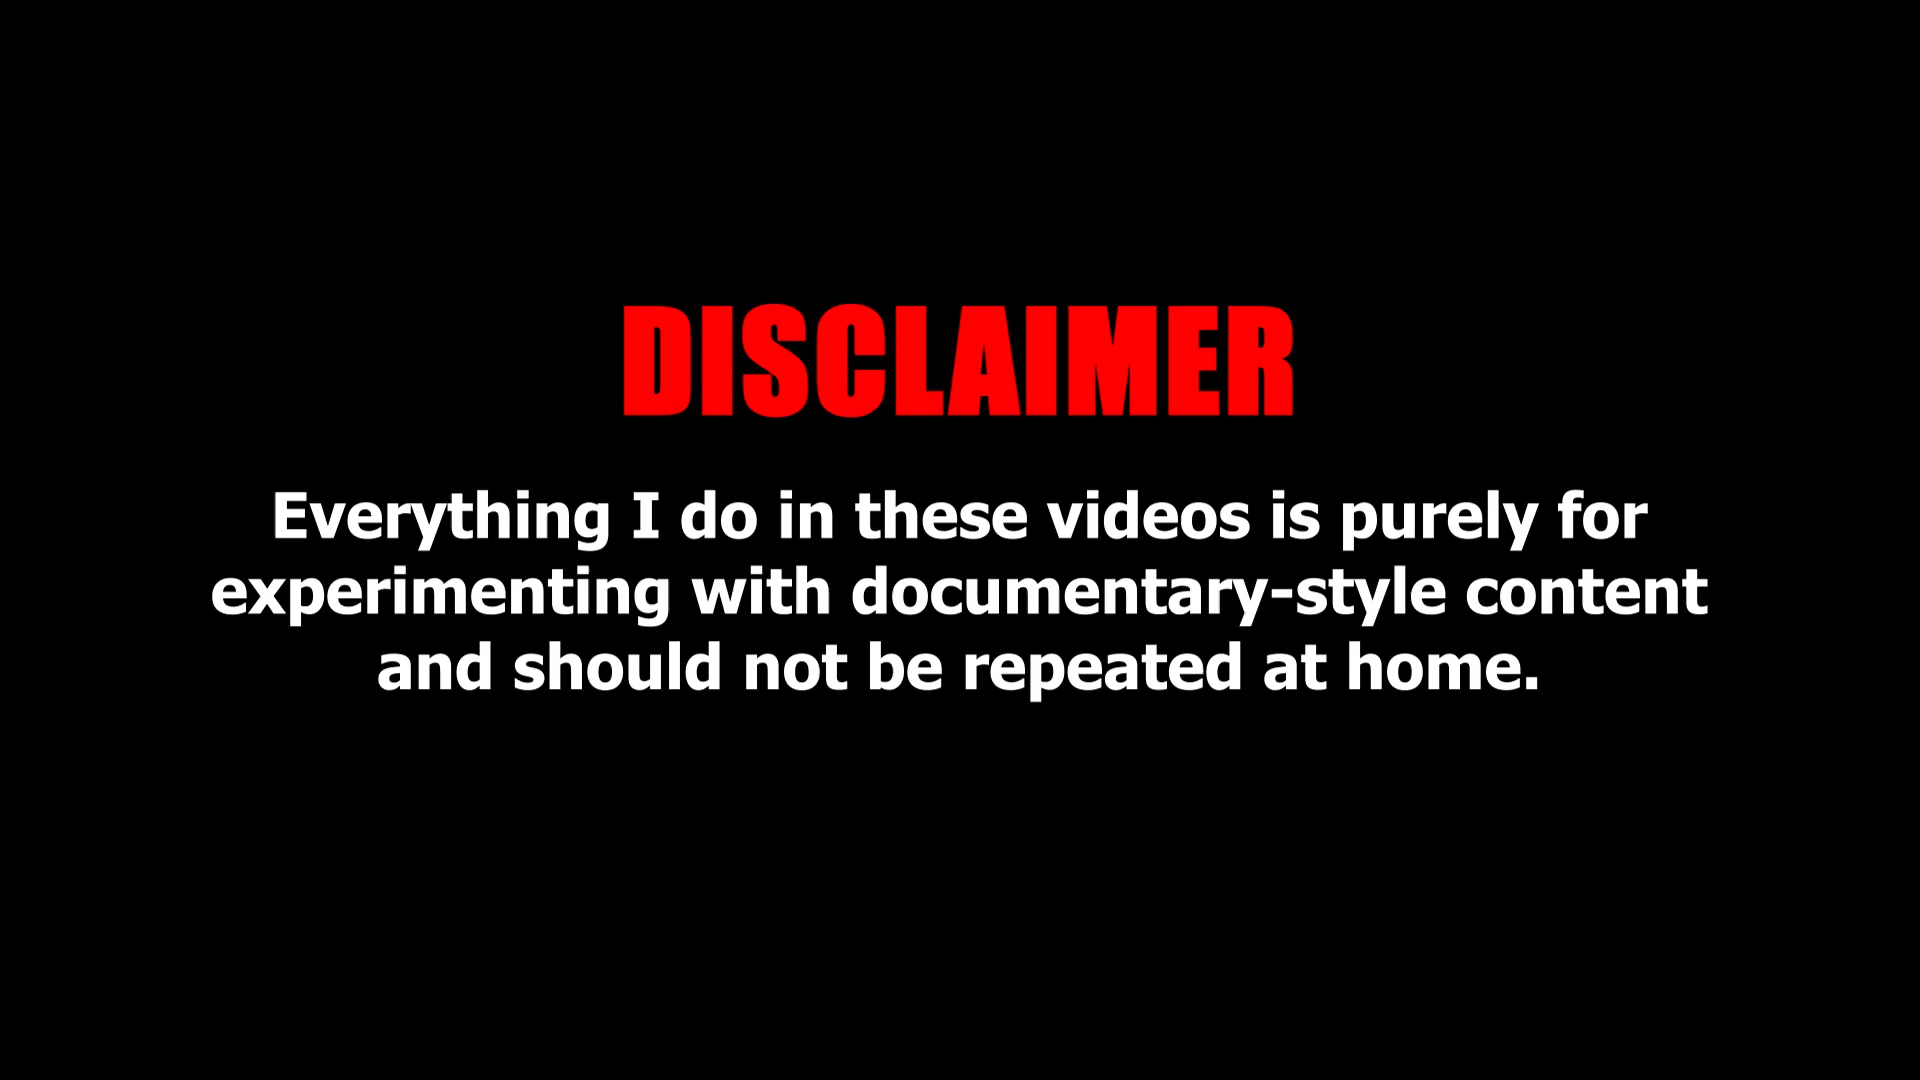 DISCLAIMER
Everything I do in these videos is purely for
experimenting with documentary-style content
and should not be repeated at home.